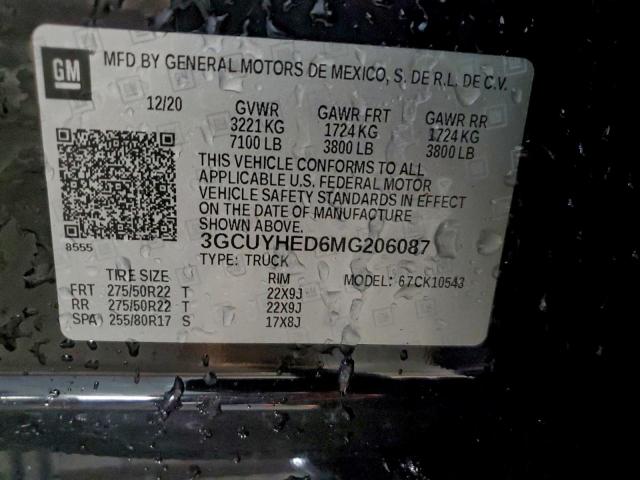 GM
MFD BY GENERAL MOTORS DE MEXICO, S. DE R.L. DE C.V.
12/20 GVWR GAWR FRT GAWR RR
3221 KG 1724 KG 1724 KG
7100 LB 3800 LB 3800 LB
THIS VEHICLE CONFORMS TO ALL
APPLICABLE U.S. FEDERAL MOTOR
VEHICLE SAFETY STANDARDS IN EFFECT
ON THE DATE OF MANUFACTURE
SHOWN ABOVE.
8555 3GCUYHED6MG206087
TYPE: TRUCK
TIRE SIZE RIM MODEL: 67CK10543
FRT 275/50R22 T 22X9J
RR 275/50R22 T 22X9J
SPA 255/80R17 S 17X8J